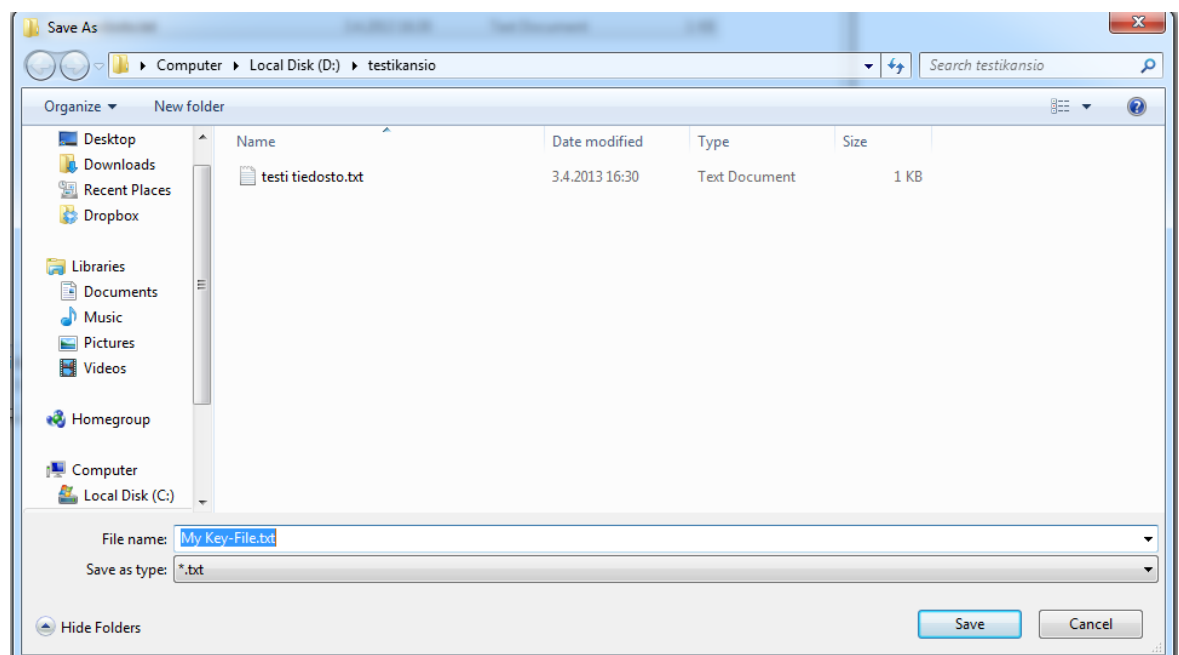 Save As
Computer Local Disk (D:) testikansio Search testikansio
Organize New folder
Desktop
Downloads
Recent Places
Dropbox
Libraries
Documents
Music
Pictures
Videos
Homegroup
Computer
Local Disk (C:)
Name Date modified Type Size
testi tiedosto.txt 3.4.2013 16:30 Text Document 1 KB
File name: My Key-File.txt
Save as type: *.txt
Hide Folders Save Cancel